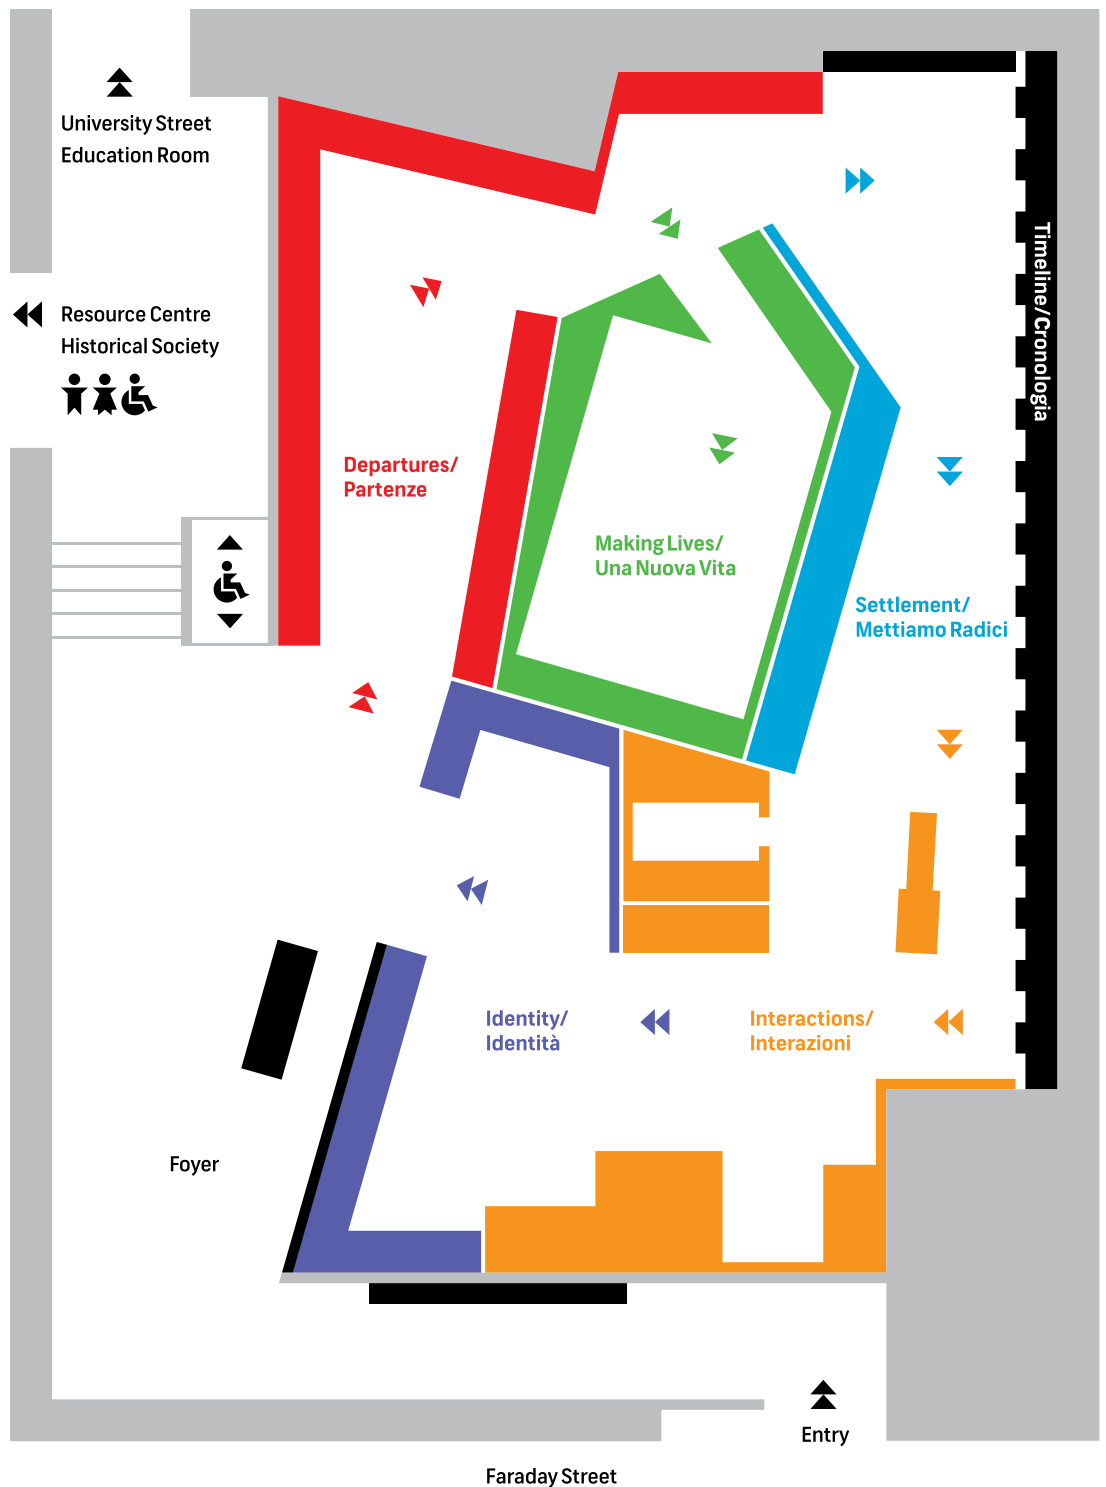 University Street
Education Room
Resource Centre
Historical Society
Timeline/Cronologia
Departures/
Partenze
Making Lives/
Una Nuova Vita
Settlement/
Mettiamo Radici
Identity/
Identità
Interactions/
Interazioni
Foyer
Entry
Faraday Street